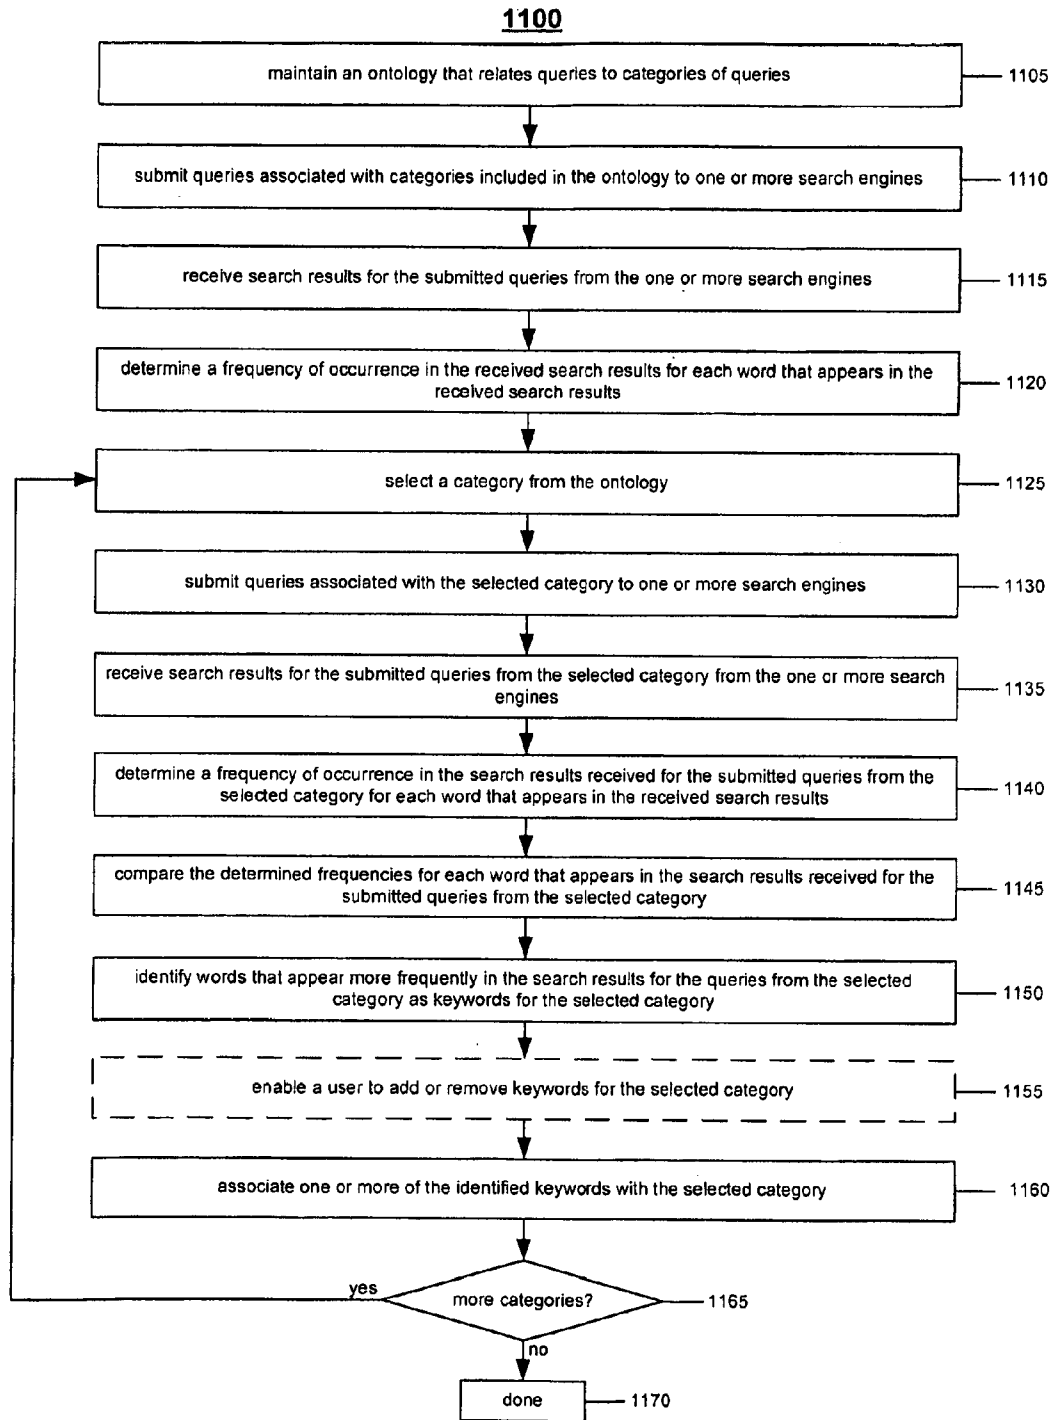 1100
maintain an ontology that relates queries to categories of queries
1105
submit queries associated with categories included in the ontology to one or more search engines
1110
receive search results for the submitted queries from the one or more search engines
1115
determine a frequency of occurrence in the received search results for each word that appears in the
received search results
1120
select a category from the ontology
1125
submit queries associated with the selected category to one or more search engines
1130
receive search results for the submitted queries from the selected category from the one or more search
engines
1135
determine a frequency of occurrence in the search results received for the submitted queries from the
selected category for each word that appears in the received search results
1140
compare the determined frequencies for each word that appears in the search results received for the
submitted queries from the selected category
1145
identify words that appear more frequently in the search results for the queries from the selected
category as keywords for the selected category
1150
enable a user to add or remove keywords for the selected category
1155
associate one or more of the identified keywords with the selected category
1160
yes
more categories?
1165
no
done
1170